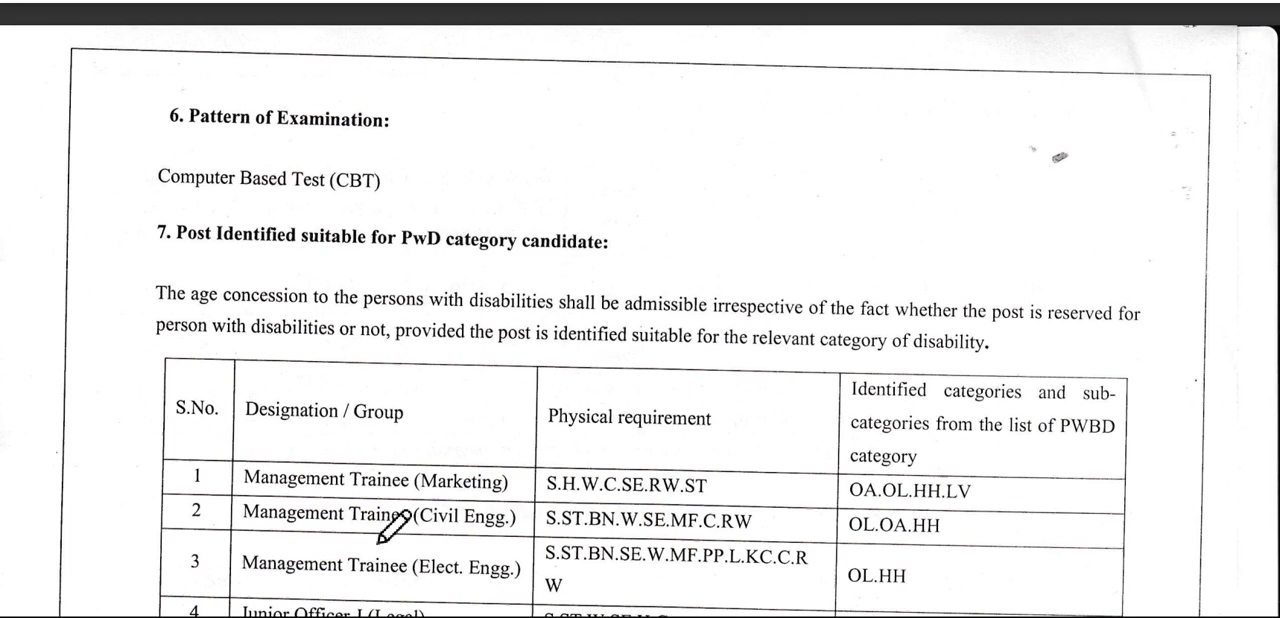 6. Pattern of Examination:
Computer Based Test (CBT)
7. Post Identified suitable for PwD category candidate:
The age concession to the persons with disabilities shall be admissible irrespective of the fact whether the post is reserved for
person with disabilities or not, provided the post is identified suitable for the relevant category of disability.
S.No. Designation / Group Physical requirement Identified categories and sub-
categories from the list of PWBD
category
1 Management Trainee (Marketing) S.H.W.C.SE.RW.ST OA.OL.HH.LV
2 Management Trainee (Civil Engg.) S.ST.BN.W.SE.MF.C.RW OL.OA.HH
3 Management Trainee (Elect. Engg.) S.ST.BN.SE.W.MF.PP.L.KC.C.R
W OL.HH
4 Junior Officer I (Legal)